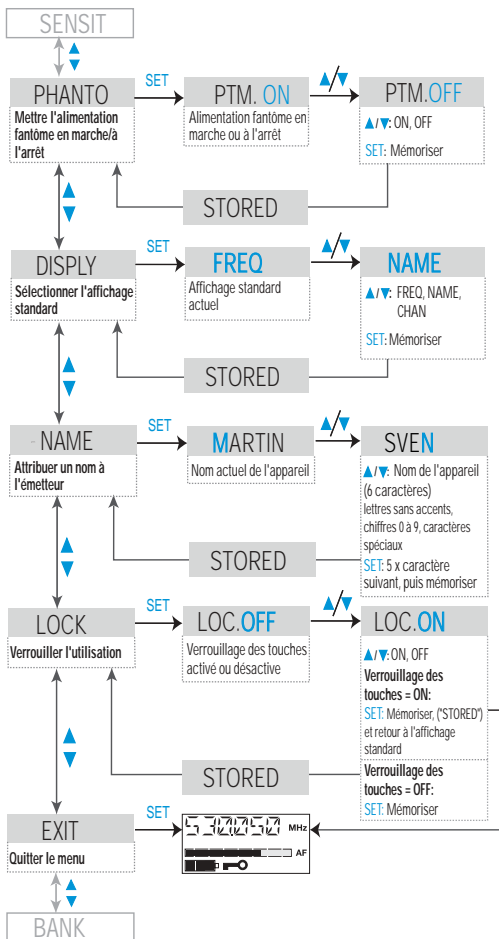 SENSIT
PHANTO
Mettre l'alimentation
fantôme en marche/à
l'arrêt
SET
PTM. ON
Alimentation fantôme en
marche ou à l'arrêt
▲/▼
PTM.OFF
▲/▼: ON, OFF
SET: Mémoriser
STORED
DISPLY
Sélectionner l'affichage
standard
SET
FREQ
Affichage standard
actuel
▲/▼
NAME
▲/▼: FREQ, NAME,
CHAN
SET: Mémoriser
STORED
NAME
Attribuer un nom à
l'émetteur
SET
MARTIN
Nom actuel de l'appareil
▲/▼
SVEN
▲/▼: Nom de l'appareil
(6 caractères)
lettres sans accents,
chiffres 0 à 9, caractères
spéciaux
SET: 5 x caractère
suivant, puis mémoriser
STORED
LOCK
Verrouiller l'utilisation
SET
LOC.OFF
Verrouillage des touches
activé ou désactive
▲/▼
LOC.ON
▲/▼: ON, OFF
Verrouillage des
touches = ON:
SET: Mémoriser, ("STORED")
et retour à l'affichage
standard
Verrouillage des
touches = OFF:
SET: Mémoriser
STORED
EXIT
Quitter le menu
SET
530.050 MHz
AF
BANK